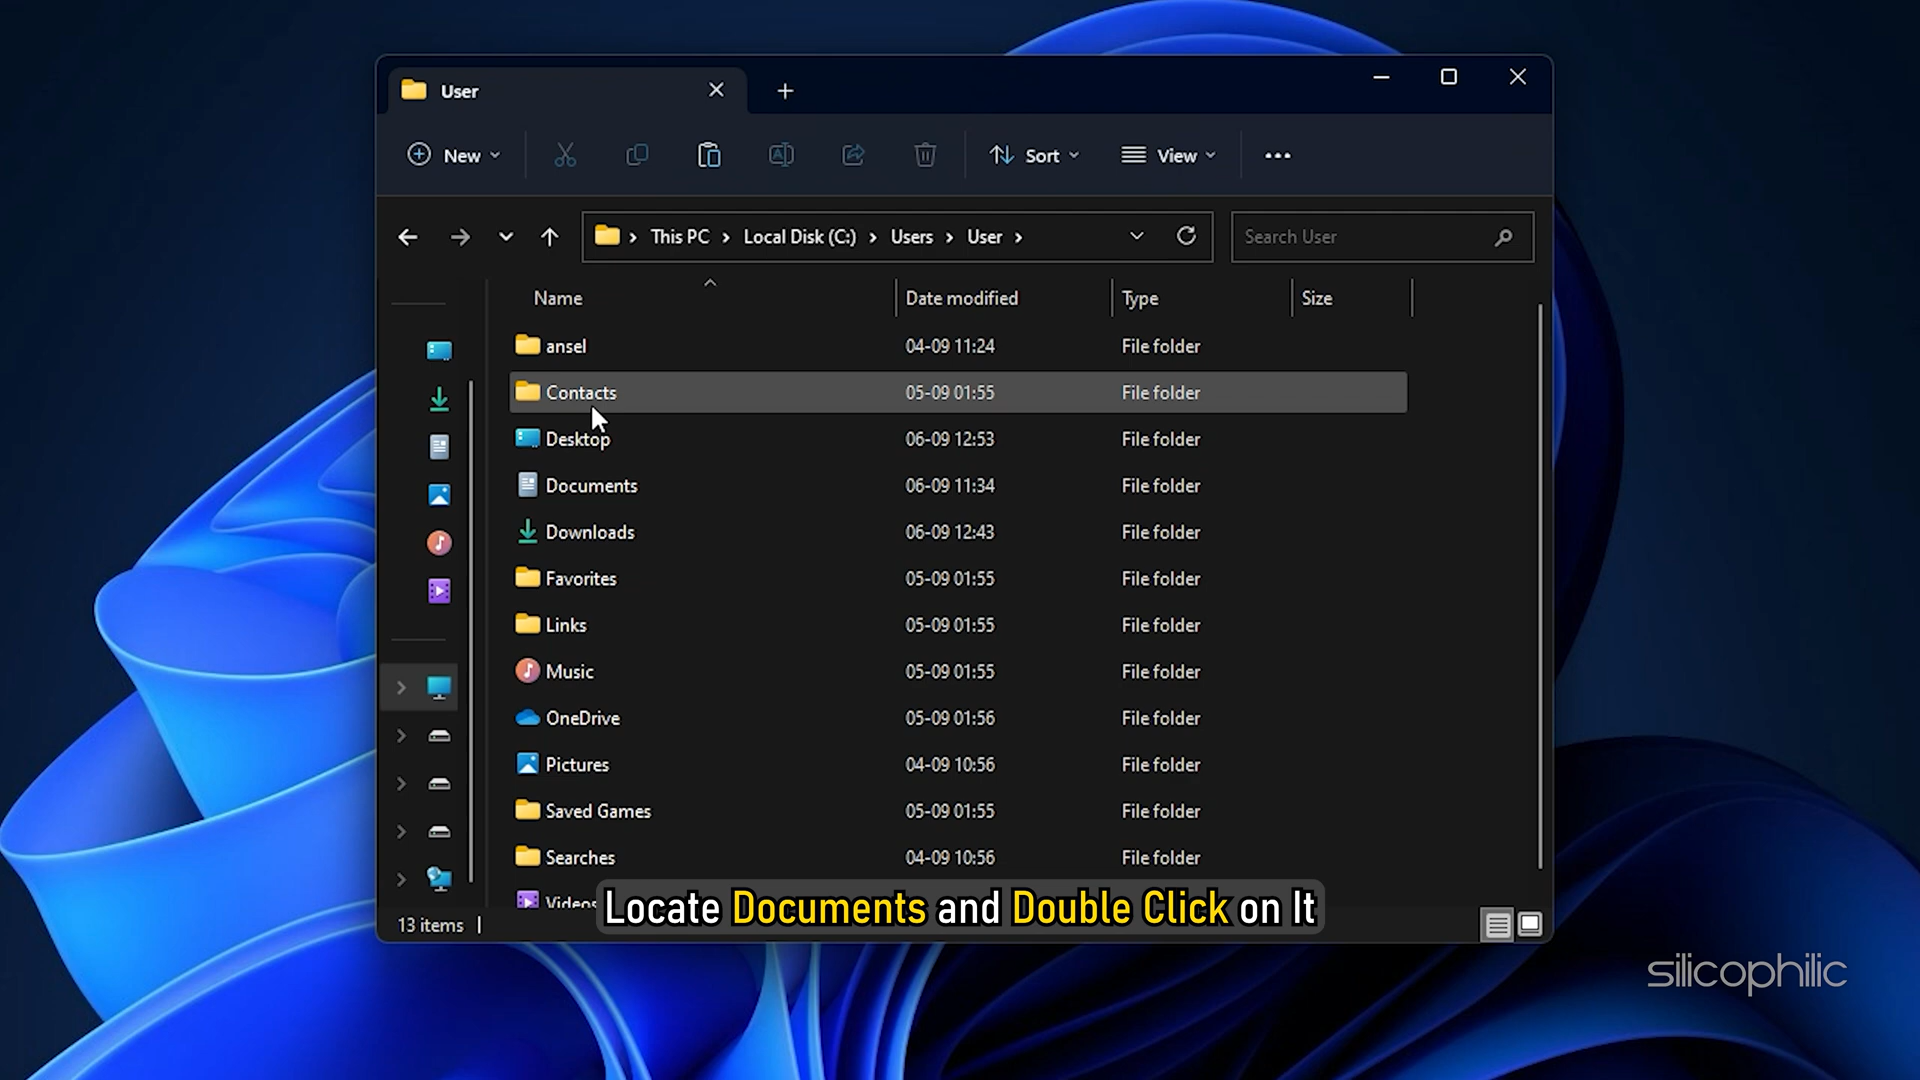 User
New
Sort
View
This PC > Local Disk (C:) > Users > User >
Search User
Name Date modified Type Size
ansel 04-09 11:24 File folder
Contacts 05-09 01:55 File folder
Desktop 06-09 12:53 File folder
Documents 06-09 11:34 File folder
Downloads 06-09 12:43 File folder
Favorites 05-09 01:55 File folder
Links 05-09 01:55 File folder
Music 05-09 01:55 File folder
OneDrive 05-09 01:56 File folder
Pictures 04-09 10:56 File folder
Saved Games 05-09 01:55 File folder
Searches 04-09 10:56 File folder
Videos
Locate Documents and Double Click on It
13 items
silicophilic